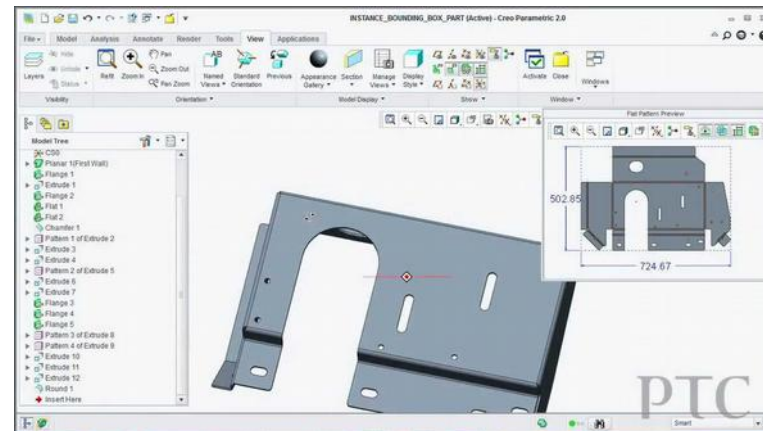 INSTANCE_BOUNDING_BOX_PART (Active) - Creo Parametric 2.0
File Model Analysis Annotate Render Tools View Applications
Hide
Status
Layers
Refit
Zoom In
Pan
Zoom Out
Pan Zoom
Named Views
Standard Orientation
Previous
Appearance Gallery
Section
Manage Views
Display Style
Activate
Close
Windows
Visibility Orientation Model Display Show Window
Flat Pattern Preview
502.85
724.67
Model Tree
CS0
Planar 1(First Wall)
Flange 1
Extrude 1
Flange 2
Flat 1
Flat 2
Chamfer 1
Pattern 1 of Extrude 2
Extrude 3
Extrude 4
Pattern 2 of Extrude 5
Extrude 6
Extrude 7
Flange 3
Flange 4
Flange 5
Pattern 3 of Extrude 8
Pattern 4 of Extrude 9
Extrude 10
Extrude 11
Extrude 12
Round 1
Insert Here
PTC
Smart